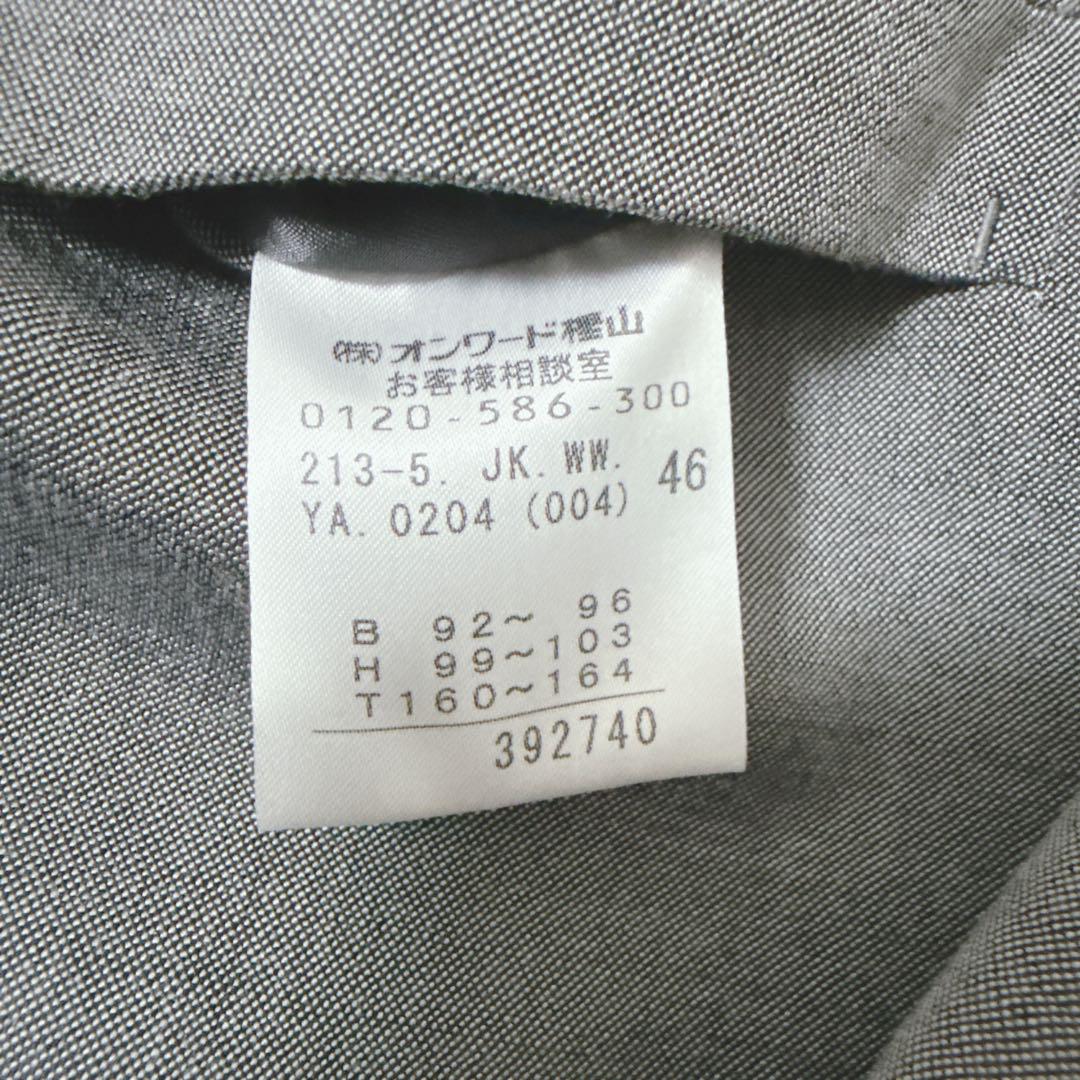 (株)オンワード樫山
お客様相談室
0120-586-300
213-5. JK. WW. 46
YA. 0204 (004)
B 92～ 96
H 99～103
T160～164
392740